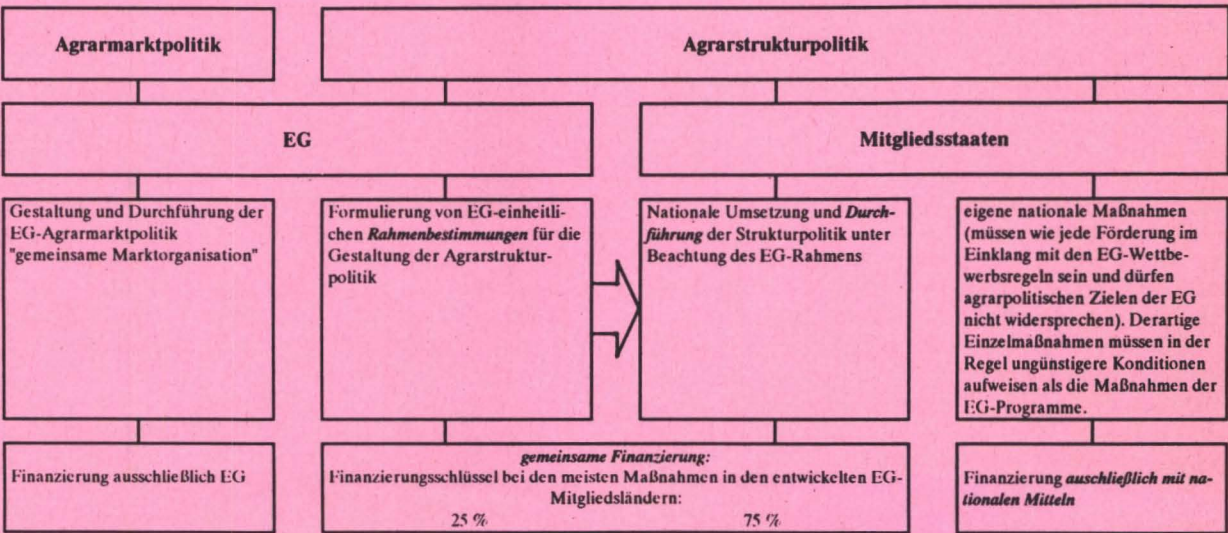 Agrarmarktpolitik
Agrarstrukturpolitik
EG
Mitgliedsstaaten
Gestaltung und Durchführung der
EG-Agrarmarktpolitik
"gemeinsame Marktorganisation"
Formulierung von EG-einheitli-
chen Rahmenbestimmungen für die
Gestaltung der Agrarstruktur-
politik
Nationale Umsetzung und Durch-
führung der Strukturpolitik unter
Beachtung des EG-Rahmens
eigene nationale Maßnahmen
(müssen wie jede Förderung im
Einklang mit den EG-Wettbe-
werbsregeln sein und dürfen
agrarpolitischen Zielen der EG
nicht widersprechen). Derartige
Einzelmaßnahmen müssen in der
Regel ungünstigere Konditionen
aufweisen als die Maßnahmen der
EG-Programme.
Finanzierung ausschließlich EG
gemeinsame Finanzierung:
Finanzierungsschlüssel bei den meisten Maßnahmen in den entwickelten EG-
Mitgliedsländern:
25 % 75 %
Finanzierung auschließlich mit na-
tionalen Mitteln